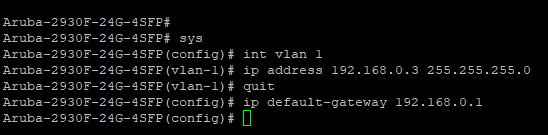 Aruba-2930F-24G-4SFP#
Aruba-2930F-24G-4SFP# sys
Aruba-2930F-24G-4SFP(config)# int vlan 1
Aruba-2930F-24G-4SFP(vlan-1)# ip address 192.168.0.3 255.255.255.0
Aruba-2930F-24G-4SFP(vlan-1)# quit
Aruba-2930F-24G-4SFP(config)# ip default-gateway 192.168.0.1
Aruba-2930F-24G-4SFP(config)#